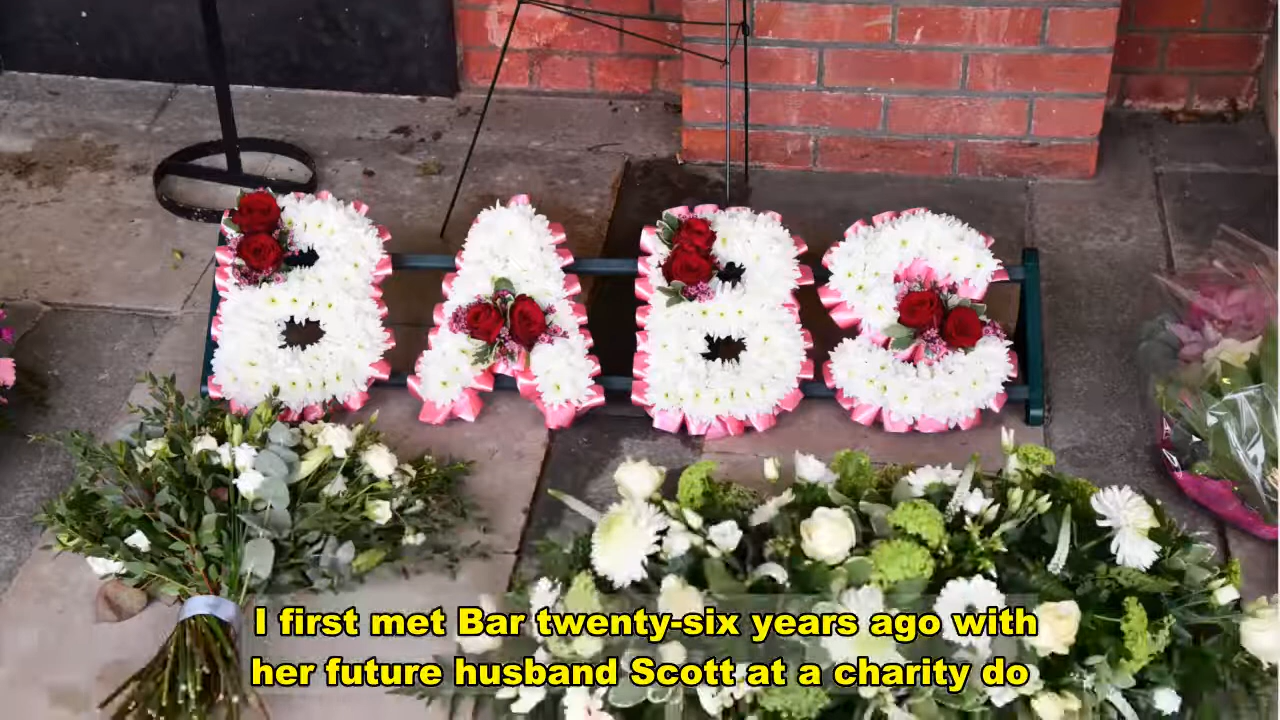 BABS
I first met Bar twenty-six years ago with
her future husband Scott at a charity do